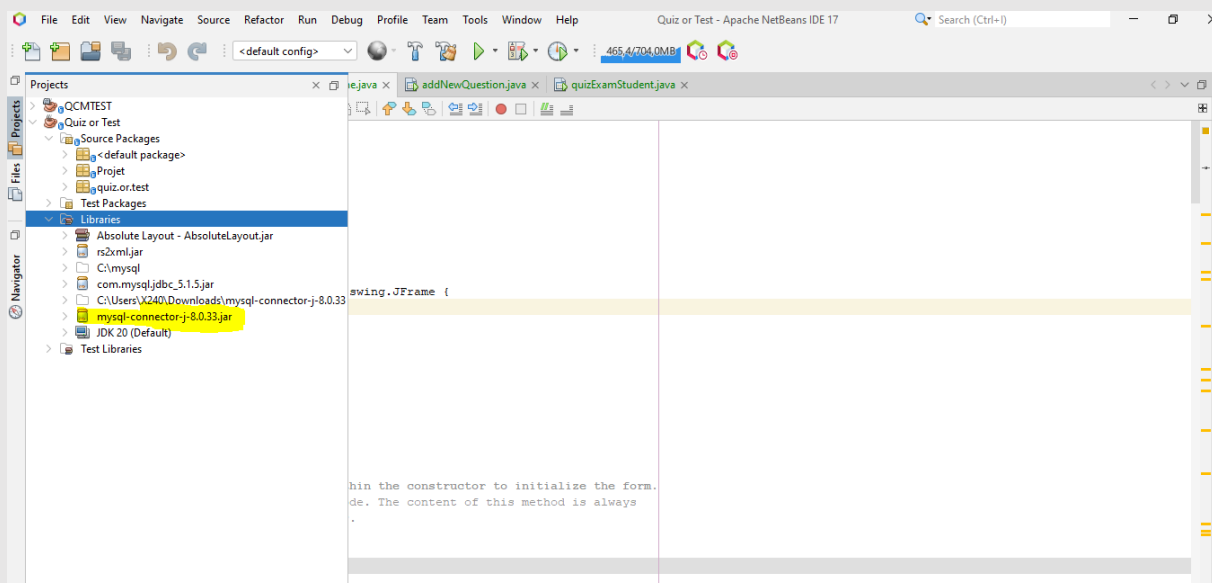 File Edit View Navigate Source Refactor Run Debug Profile Team Tools Window Help Quiz or Test - Apache NetBeans IDE 17 Search (Ctrl+I)
<default config> 465,4/704,0MB
Projects
e.java addNewQuestion.java quizExamStudent.java
Projects
Files
Navigator
QCMTEST
Quiz or Test
Source Packages
<default package>
Projet
quiz.or.test
Test Packages
Libraries
Absolute Layout - AbsoluteLayout.jar
rs2xml.jar
C:\mysql
com.mysql.jdbc_5.1.5.jar
swing.JFrame {
C:\Users\X240\Downloads\mysql-connector-j-8.0.33
mysql-connector-j-8.0.33.jar
JDK 20 (Default)
Test Libraries
hin the constructor to initialize the form.
de. The content of this method is always
.